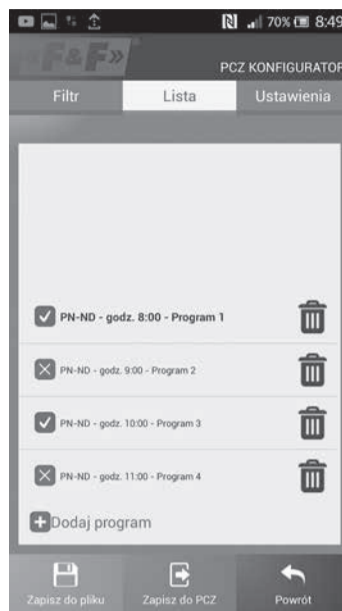 70% 8:49
«F&F»
PCZ KONFIGURATOR
Filtr Lista Ustawienia
PN-ND - godz. 8:00 - Program 1
PN-ND - godz. 9:00 - Program 2
PN-ND - godz. 10:00 - Program 3
PN-ND - godz. 11:00 - Program 4
Dodaj program
Zapisz do pliku Zapisz do PCZ Powrót